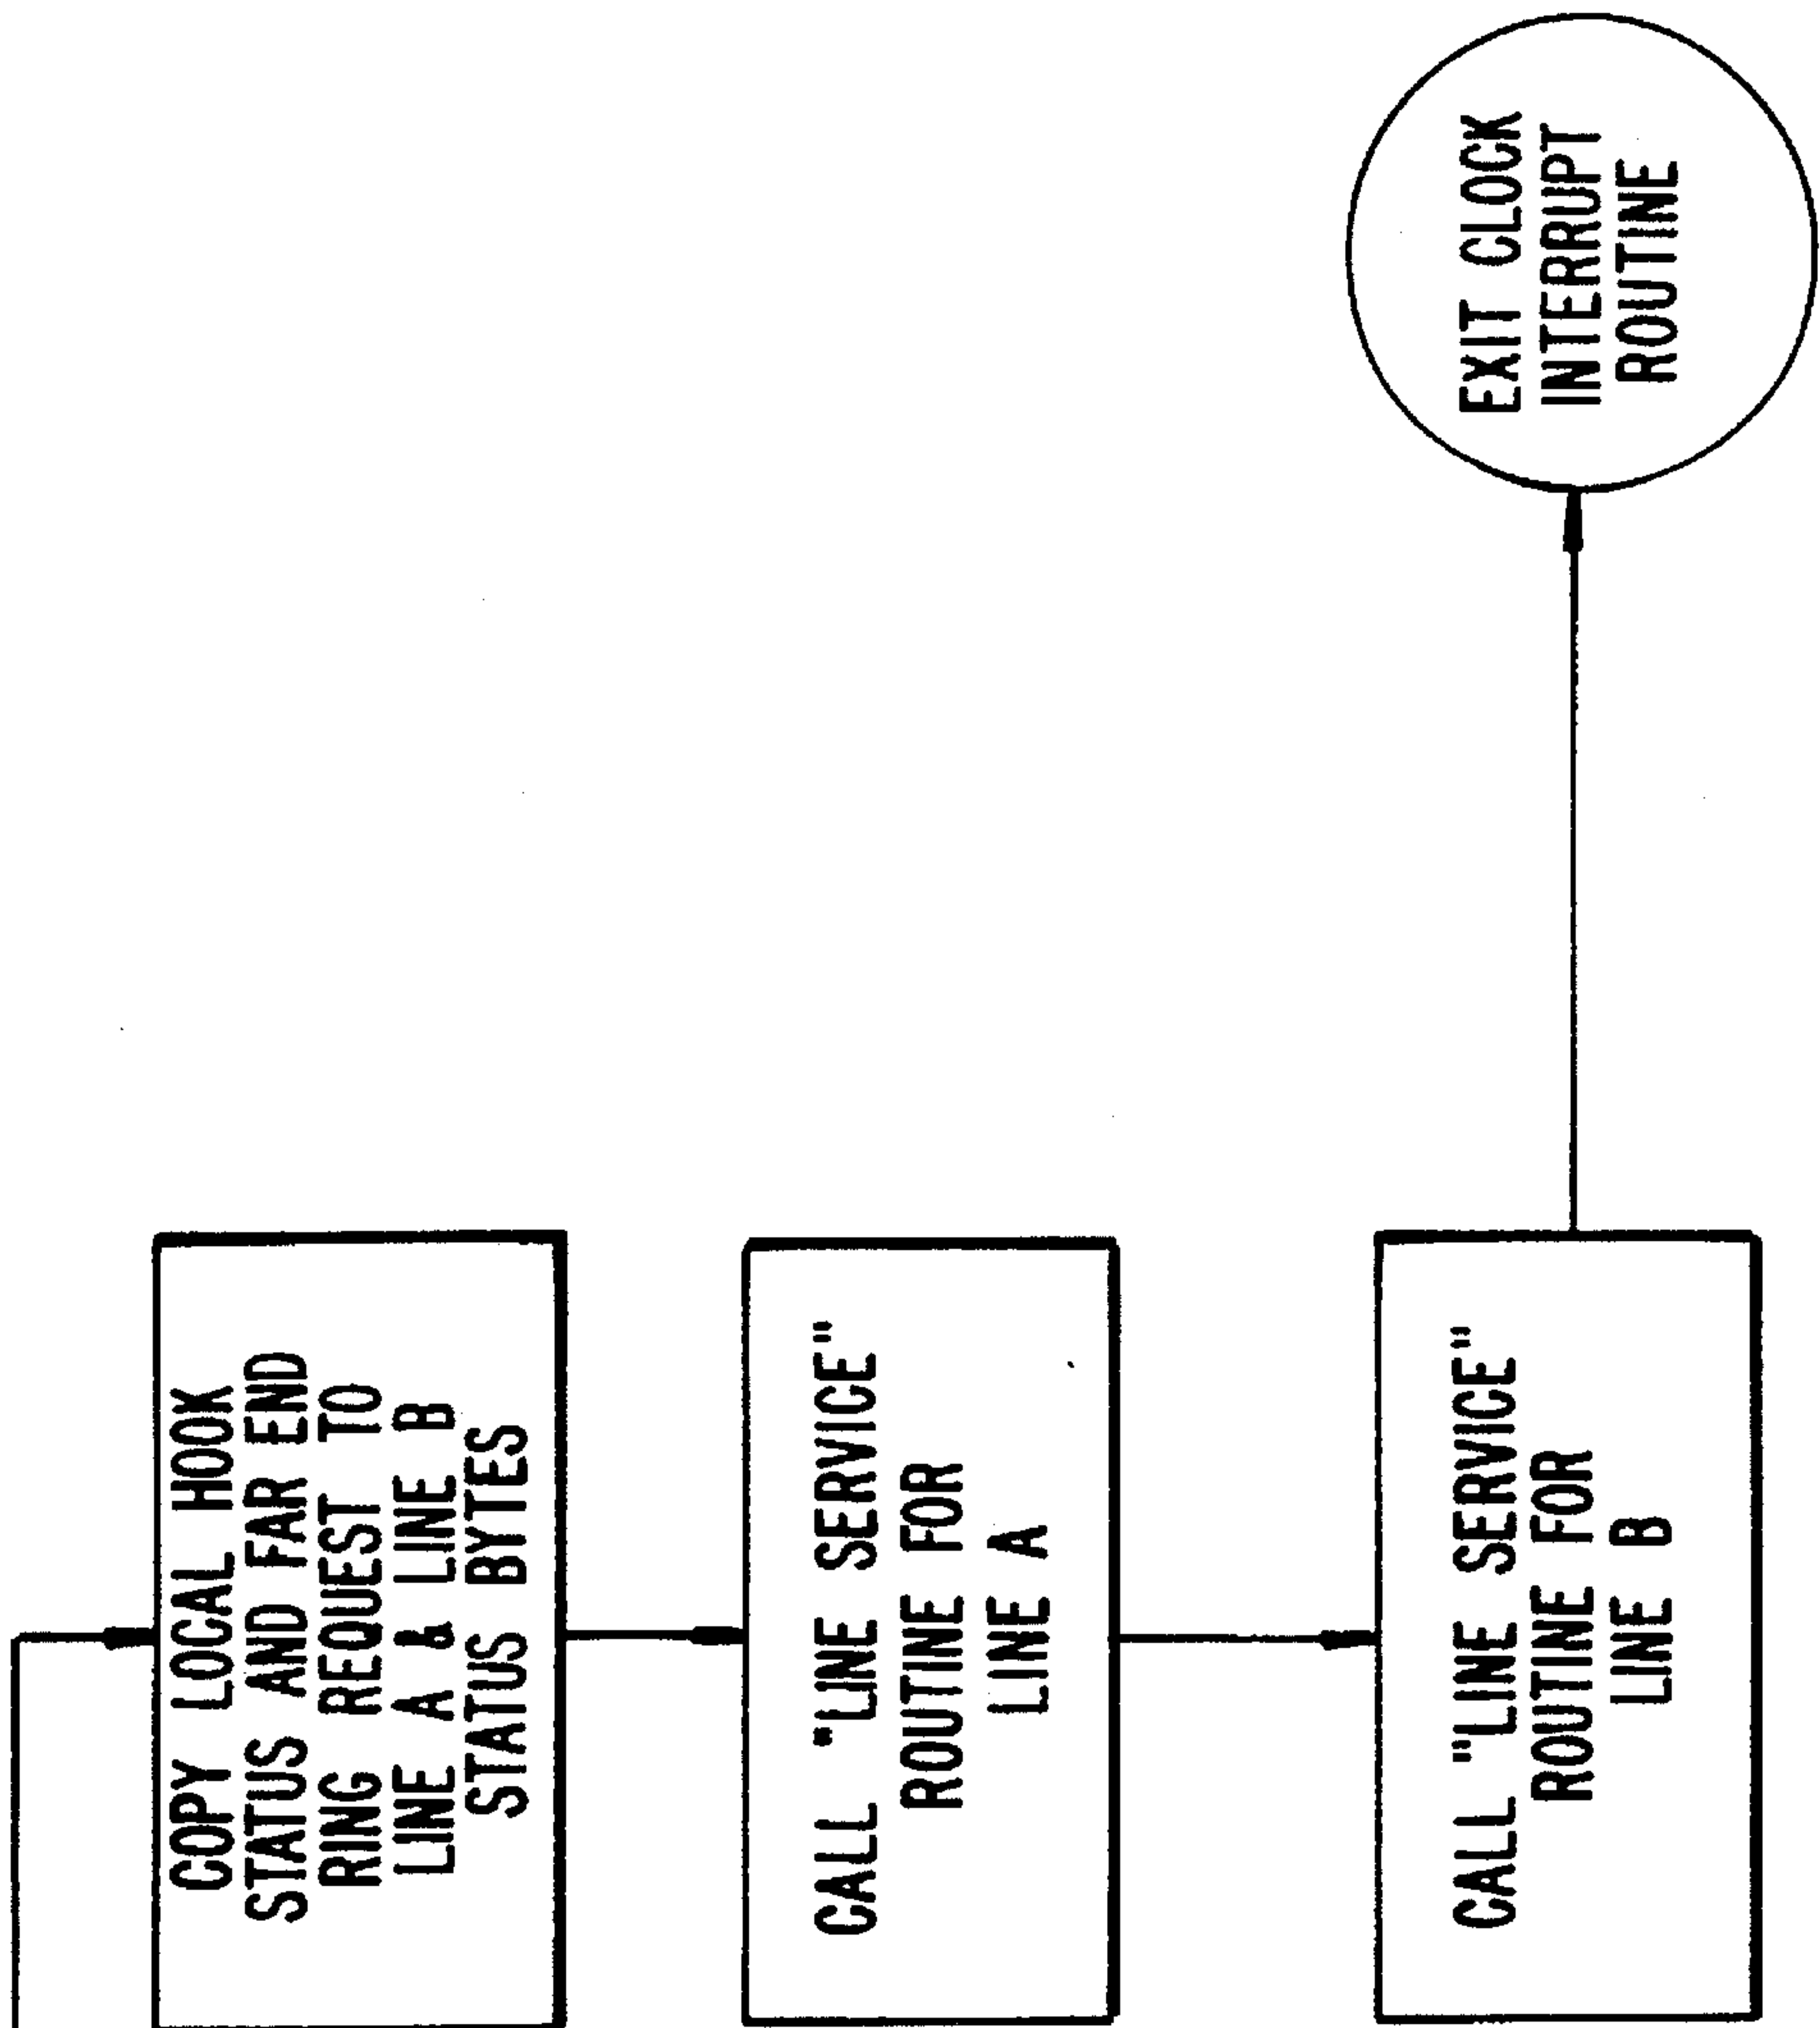 COPY LOCAL HOOK
STATUS AND FAR END
RING REQUEST TO
LINE A & LINE B
STATUS BYTES
CALL "LINE SERVICE"
ROUTINE FOR
LINE A
CALL "LINE SERVICE"
ROUTINE FOR
LINE B
EXIT CLOCK
INTERRUPT
ROUTINE